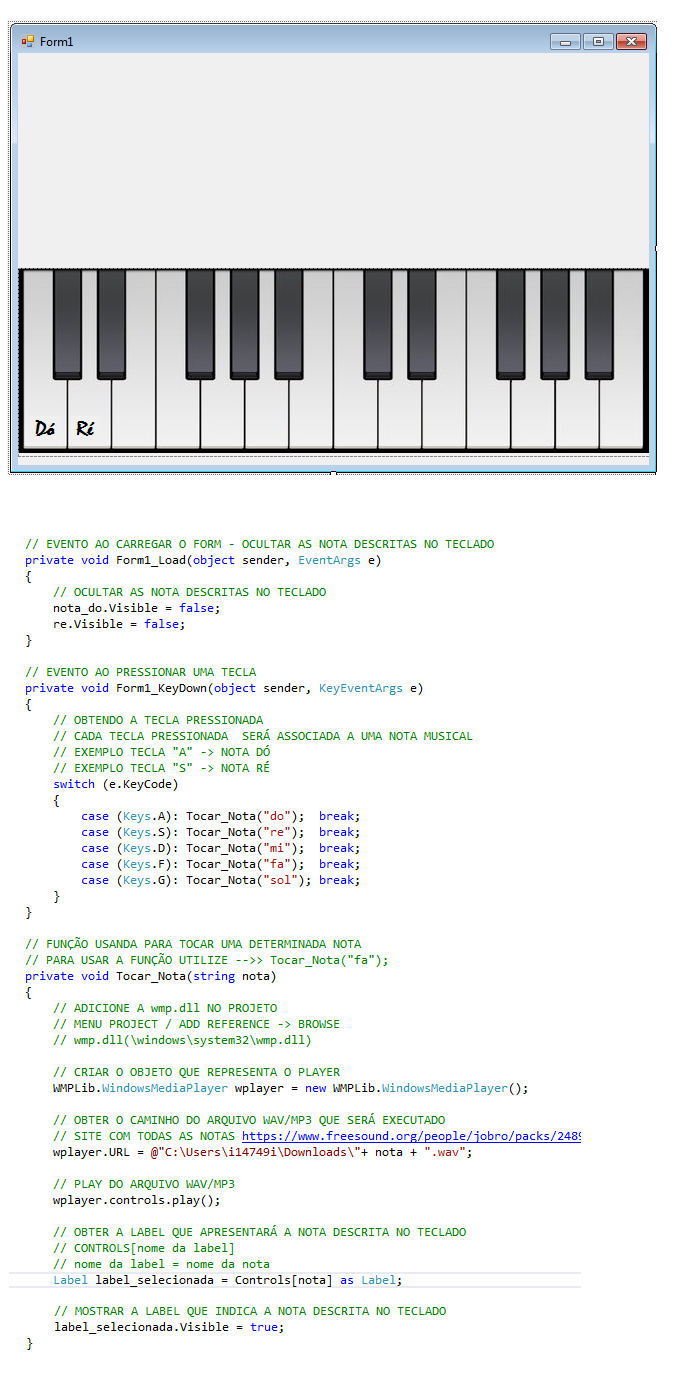 Form1
Dó Ré
// EVENTO AO CARREGAR O FORM - OCULTAR AS NOTA DESCRITAS NO TECLADO
private void Form1_Load(object sender, EventArgs e)
{
// OCULTAR AS NOTA DESCRITAS NO TECLADO
nota_do.Visible = false;
re.Visible = false;
}
// EVENTO AO PRESSIONAR UMA TECLA
private void Form1_KeyDown(object sender, KeyEventArgs e)
{
// OBTENDO A TECLA PRESSIONADA
// CADA TECLA PRESSIONADA  SERÁ ASSOCIADA A UMA NOTA MUSICAL
// EXEMPLO TECLA "A" -> NOTA DÓ
// EXEMPLO TECLA "S" -> NOTA RÉ
switch (e.KeyCode)
{
case (Keys.A): Tocar_Nota("do");  break;
case (Keys.S): Tocar_Nota("re");  break;
case (Keys.D): Tocar_Nota("mi");  break;
case (Keys.F): Tocar_Nota("fa");  break;
case (Keys.G): Tocar_Nota("sol"); break;
}
}
// FUNÇÃO USANDA PARA TOCAR UMA DETERMINADA NOTA
// PARA USAR A FUNÇÃO UTILIZE -->> Tocar_Nota("fa");
private void Tocar_Nota(string nota)
{
// ADICIONE A wmp.dll NO PROJETO
// MENU PROJECT / ADD REFERENCE -> BROWSE
// wmp.dll(\windows\system32\wmp.dll)
// CRIAR O OBJETO QUE REPRESENTA O PLAYER
WMPLib.WindowsMediaPlayer wplayer = new WMPLib.WindowsMediaPlayer();
// OBTER O CAMINHO DO ARQUIVO WAV/MP3 QUE SERÁ EXECUTADO
// SITE COM TODAS AS NOTAS https://www.freesound.org/people/jobro/packs/2489
wplayer.URL = @"C:\Users\i14749i\Downloads\"+ nota + ".wav";
// PLAY DO ARQUIVO WAV/MP3
wplayer.controls.play();
// OBTER A LABEL QUE APRESENTARÁ A NOTA DESCRITA NO TECLADO
// CONTROLS[nome da label]
// nome da label = nome da nota
Label label_selecionada = Controls[nota] as Label;
// MOSTRAR A LABEL QUE INDICA A NOTA DESCRITA NO TECLADO
label_selecionada.Visible = true;
}